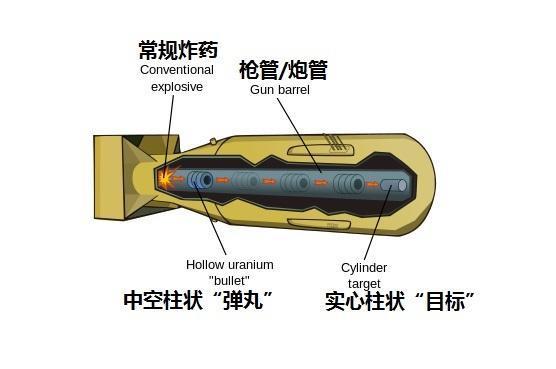 常规炸药
Conventional
explosive
枪管/炮管
Gun barrel
Hollow uranium
"bullet"
中空柱状“弹丸”
Cylinder
target
实心柱状“目标”